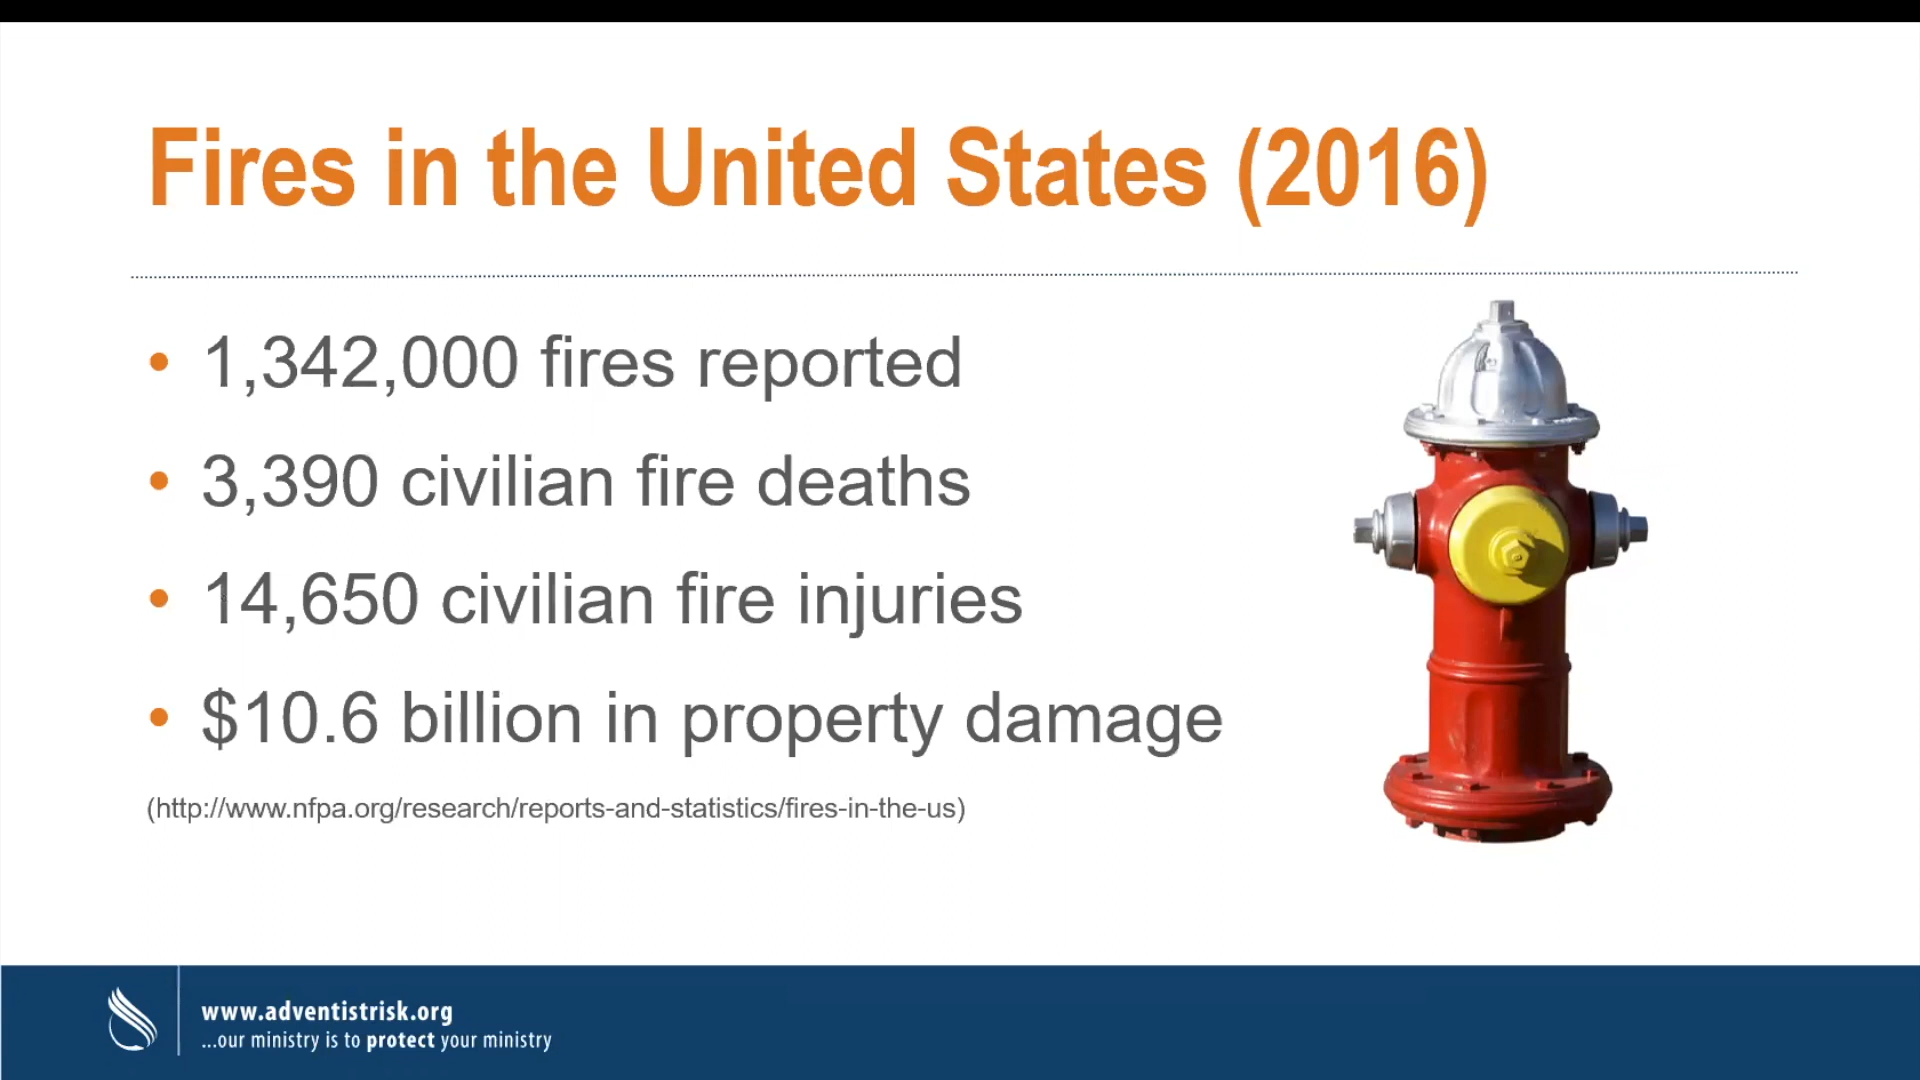 Fires in the United States (2016)
• 1,342,000 fires reported
• 3,390 civilian fire deaths
• 14,650 civilian fire injuries
• $10.6 billion in property damage
(http://www.nfpa.org/research/reports-and-statistics/fires-in-the-us)
www.adventistrisk.org
...our ministry is to protect your ministry